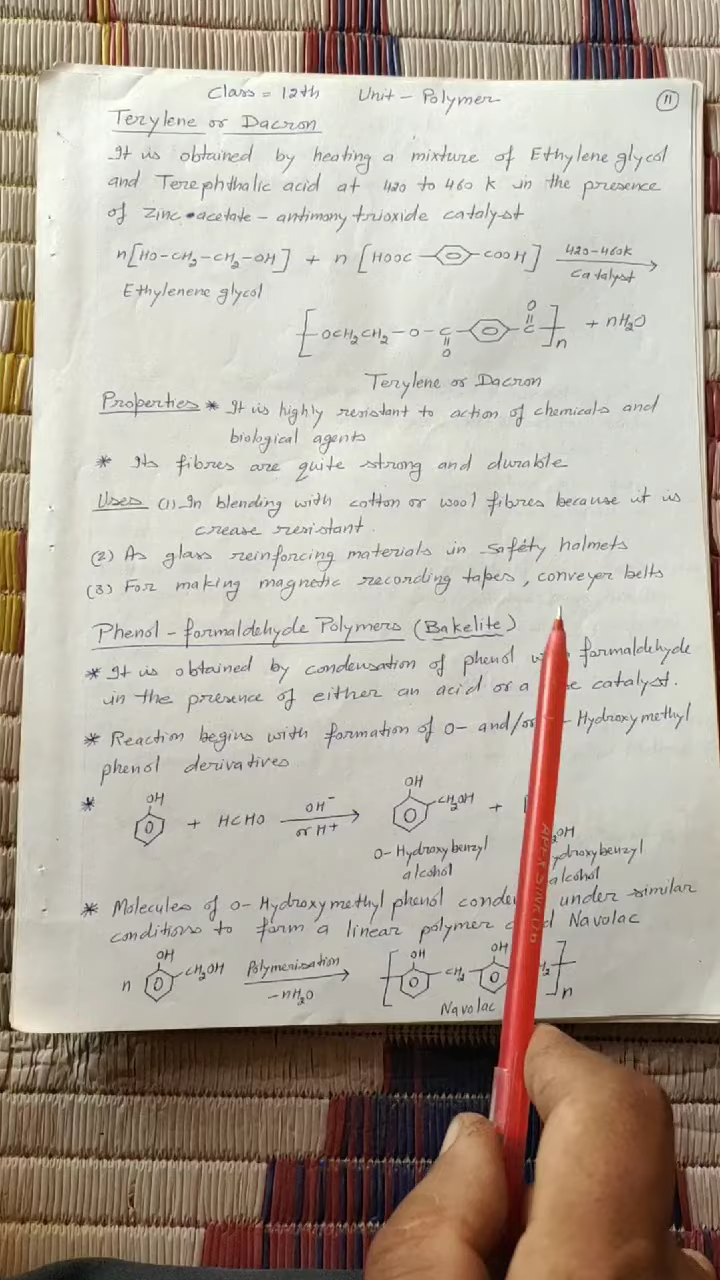 Class = 12th Unit - Polymer 11
Terylene or Dacron
It is obtained by heating a mixture of Ethylene glycol
and Terephthalic acid at 420 to 460 k in the presence
of Zinc acetate - antimony trioxide catalyst
n[HO-CH2-CH2-OH] + n [HOOC - -COOH] 420-460k
Catalyst
Ethylenene glycol
[OCH2CH2-O-C- -C]n + nH2O
O O
Terylene or Dacron
Properties * It is highly resistant to action of chemicals and
biological agents
* Its fibres are quite strong and durable
Uses (1) In blending with cotton or wool fibres because it is
crease resistant.
(2) As glass reinforcing materials in safety halmets
(3) For making magnetic recording tapes, conveyer belts
Phenol - formaldehyde Polymers (Bakelite)
* It is obtained by condensation of phenol formaldehyde
in the presence of either an acid or a catalyst.
* Reaction begins with formation of O- and/or Hydroxymethyl
phenol derivatives
* OH + HCHO OH- or H+ OH CH2OH +
O-Hydroxybenzyl
alcohol alcohol
* Molecules of O-Hydroxymethyl phenol under similar
conditions to form a linear polymer Navolac
n OH CH2OH Polymerisation -nH2O [OH CH2 OH ]n
Navolac
APEX